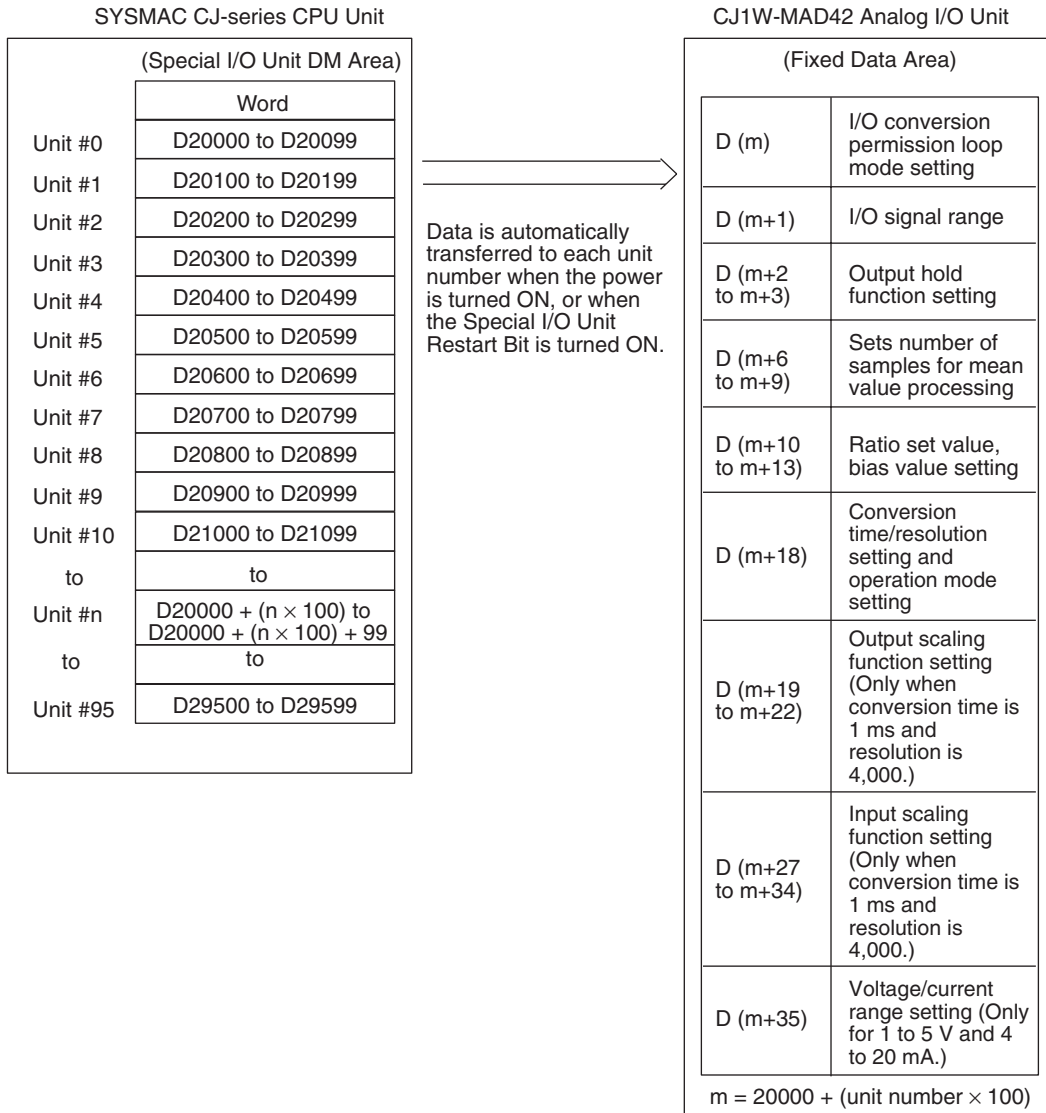 SYSMAC CJ-series CPU Unit
(Special I/O Unit DM Area)
Word
Unit #0 D20000 to D20099
Unit #1 D20100 to D20199
Unit #2 D20200 to D20299
Unit #3 D20300 to D20399
Unit #4 D20400 to D20499
Unit #5 D20500 to D20599
Unit #6 D20600 to D20699
Unit #7 D20700 to D20799
Unit #8 D20800 to D20899
Unit #9 D20900 to D20999
Unit #10 D21000 to D21099
to to
Unit #n D20000 + (n × 100) to
D20000 + (n × 100) + 99
to to
Unit #95 D29500 to D29599
Data is automatically
transferred to each unit
number when the power
is turned ON, or when
the Special I/O Unit
Restart Bit is turned ON.
CJ1W-MAD42 Analog I/O Unit
(Fixed Data Area)
D (m)
I/O conversion
permission loop
mode setting
D (m+1)
I/O signal range
D (m+2
to m+3)
Output hold
function setting
D (m+6
to m+9)
Sets number of
samples for mean
value processing
D (m+10
to m+13)
Ratio set value,
bias value setting
D (m+18)
Conversion
time/resolution
setting and
operation mode
setting
D (m+19
to m+22)
Output scaling
function setting
(Only when
conversion time is
1 ms and
resolution is
4,000.)
D (m+27
to m+34)
Input scaling
function setting
(Only when
conversion time is
1 ms and
resolution is
4,000.)
D (m+35)
Voltage/current
range setting (Only
for 1 to 5 V and 4
to 20 mA.)
m = 20000 + (unit number × 100)